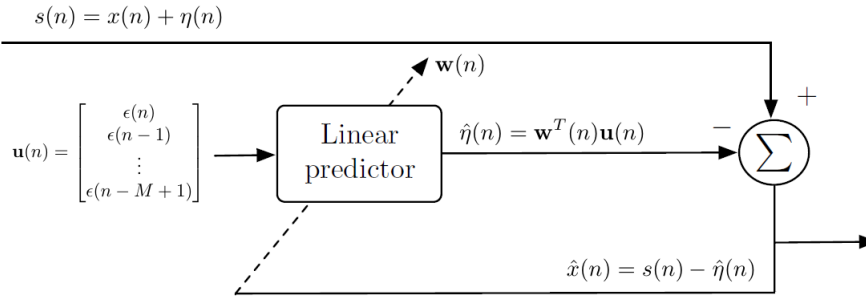 s(n) = x(n) + η(n)
w(n)
u(n) =
ϵ(n)
ϵ(n − 1)
⋮
ϵ(n − M + 1)
Linear
predictor
η̂(n) = w^T(n)u(n)
−
+
Σ
x̂(n) = s(n) − η̂(n)